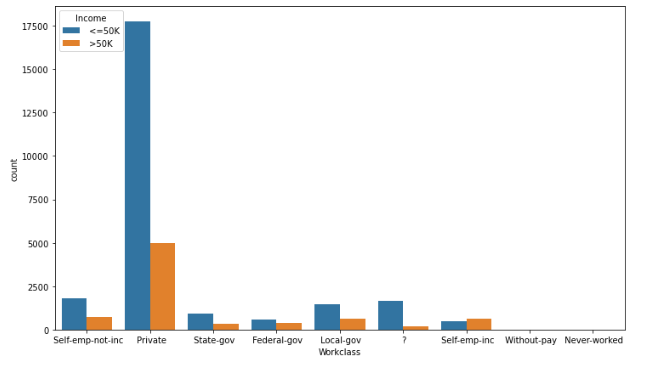 Income
<=50K
>50K
17500
15000
12500
10000
7500
5000
2500
0
count
Self-emp-not-inc Private State-gov Federal-gov Local-gov ? Self-emp-inc Without-pay Never-worked
Workclass